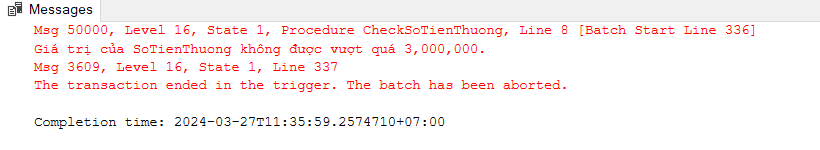 Messages
Msg 50000, Level 16, State 1, Procedure CheckSoTienThuong, Line 8 [Batch Start Line 336]
Giá trị của SoTienThuong không được vượt quá 3,000,000.
Msg 3609, Level 16, State 1, Line 337
The transaction ended in the trigger. The batch has been aborted.
Completion time: 2024-03-27T11:35:59.2574710+07:00